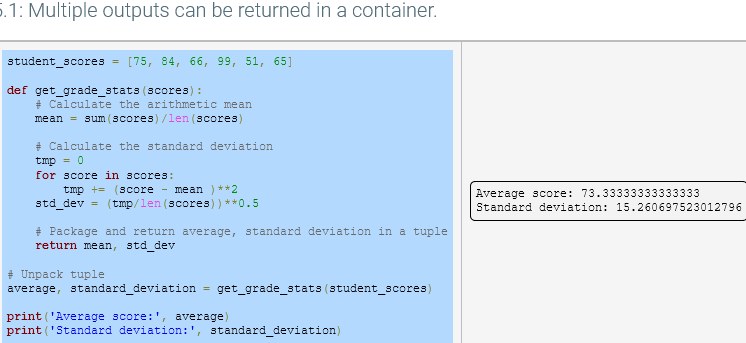 5.1: Multiple outputs can be returned in a container.
student_scores = [75, 84, 66, 99, 51, 65]
def get_grade_stats(scores):
# Calculate the arithmetic mean
mean = sum(scores)/len(scores)
# Calculate the standard deviation
tmp = 0
for score in scores:
tmp += (score - mean )**2
std_dev = (tmp/len(scores))**0.5
# Package and return average, standard deviation in a tuple
return mean, std_dev
# Unpack tuple
average, standard_deviation = get_grade_stats(student_scores)
print('Average score:', average)
print('Standard deviation:', standard_deviation)
Average score: 73.33333333333333
Standard deviation: 15.260697523012796